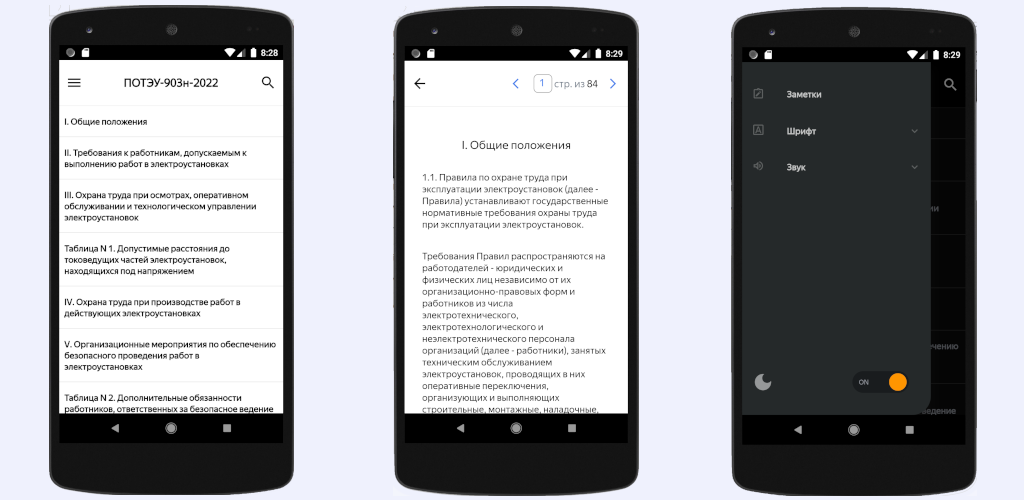 8:28
ПОТЭУ-903н-2022
I. Общие положения
II. Требования к работникам, допускаемым к
выполнению работ в электроустановках
III. Охрана труда при осмотрах, оперативном
обслуживании и технологическом управлении
электроустановок
Таблица N 1. Допустимые расстояния до
токоведущих частей электроустановок,
находящихся под напряжением
IV. Охрана труда при производстве работ в
действующих электроустановках
V. Организационные мероприятия по обеспечению
безопасного проведения работ в
электроустановках
Таблица N 2. Дополнительные обязанности
работников, ответственных за безопасное ведение
8:29
1 стр. из 84
I. Общие положения
1.1. Правила по охране труда при
эксплуатации электроустановок (далее -
Правила) устанавливают государственные
нормативные требования охраны труда
при эксплуатации электроустановок.
Требования Правил распространяются на
работодателей - юридических и
физических лиц независимо от их
организационно-правовых форм и
работников из числа
электротехнического,
электротехнологического и
неэлектротехнического персонала
организаций (далее - работники), занятых
техническим обслуживанием
электроустановок, проводящих в них
оперативные переключения,
организующих и выполняющих
строительные, монтажные, наладочные,
8:29
Заметки
Шрифт
Звук
ни
чению
ведение
ON